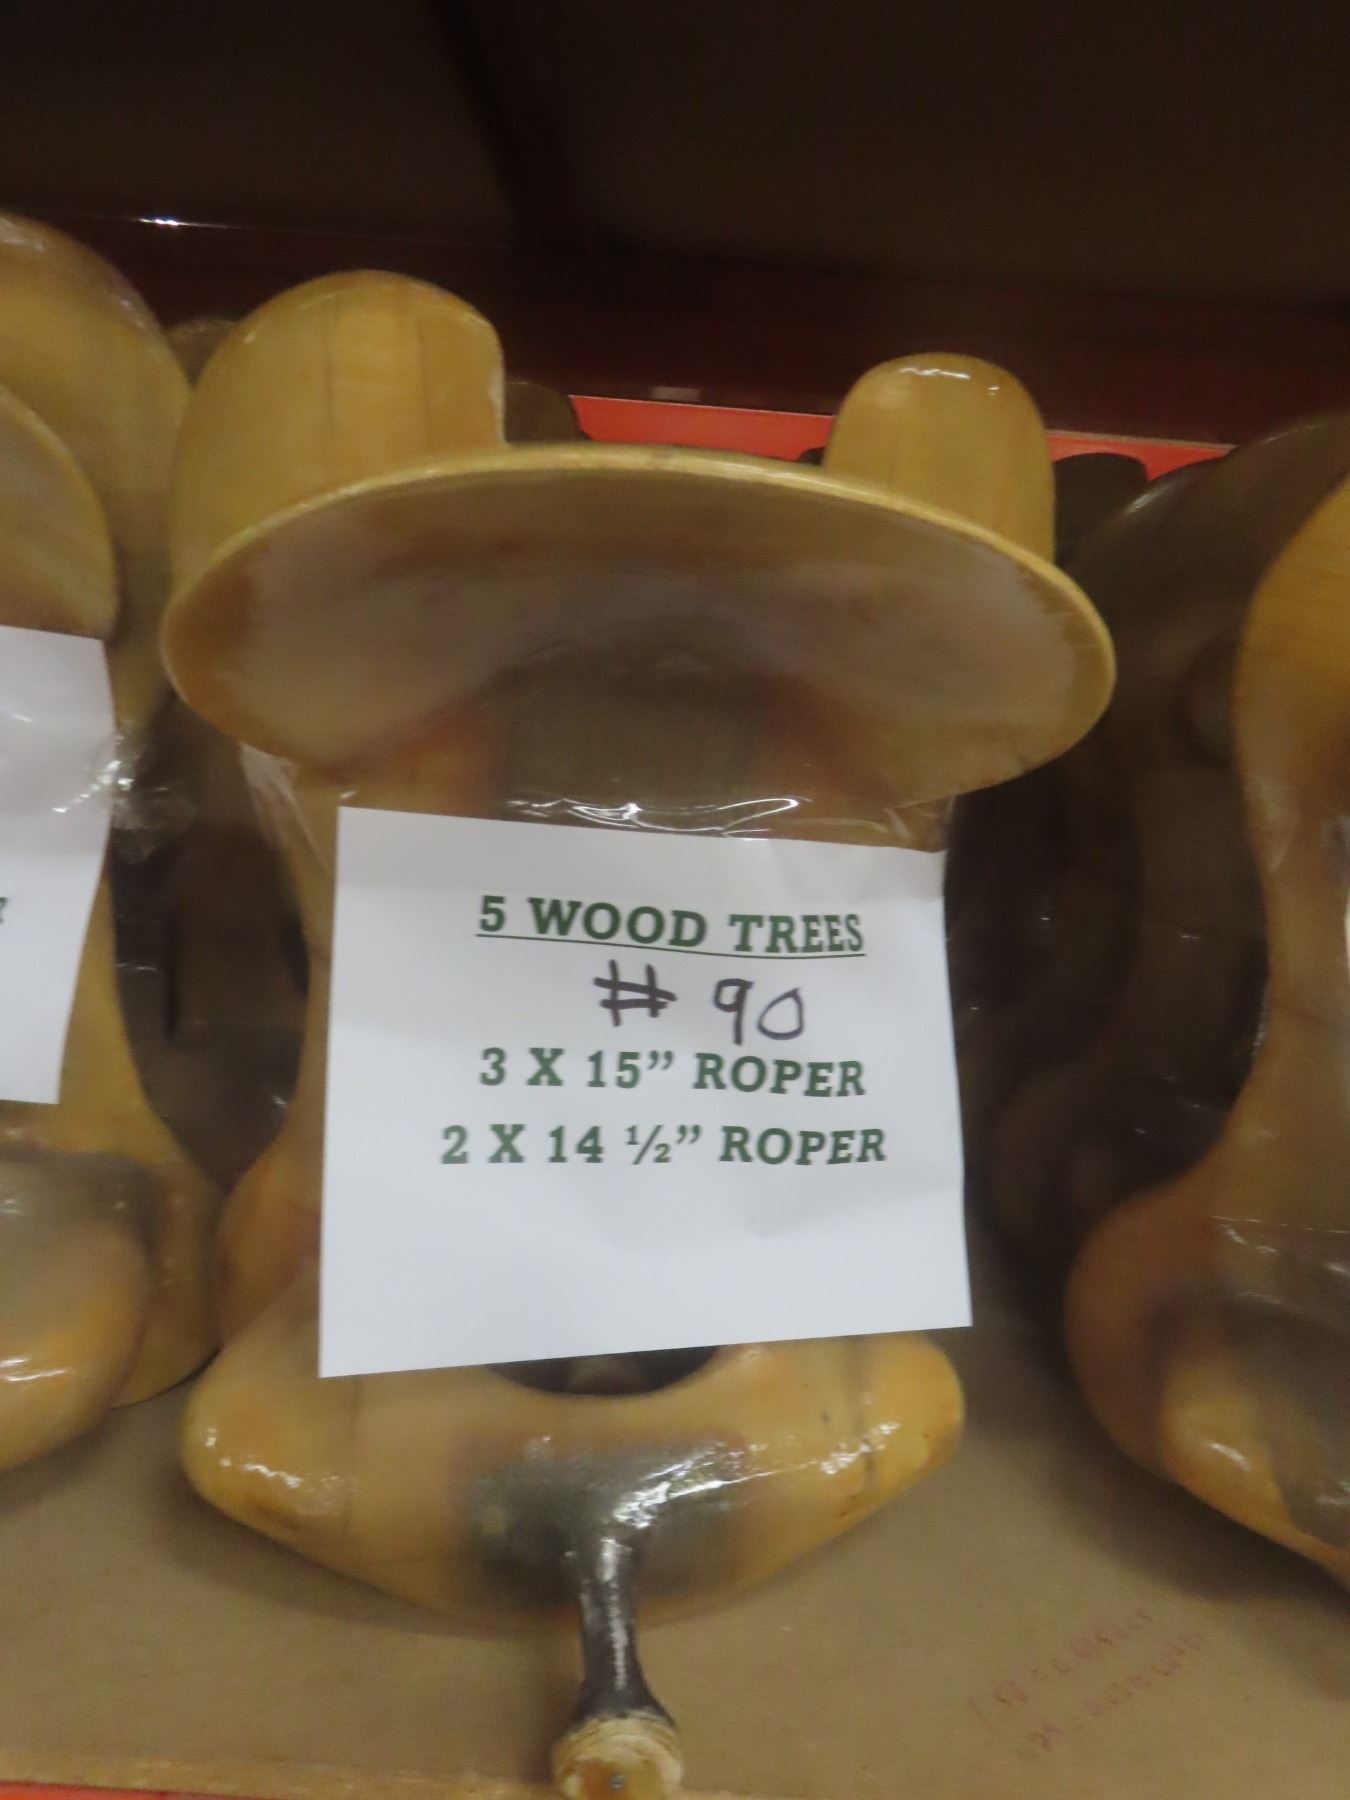 5 WOOD TREES
# 90
3 X 15” ROPER
2 X 14 ½” ROPER